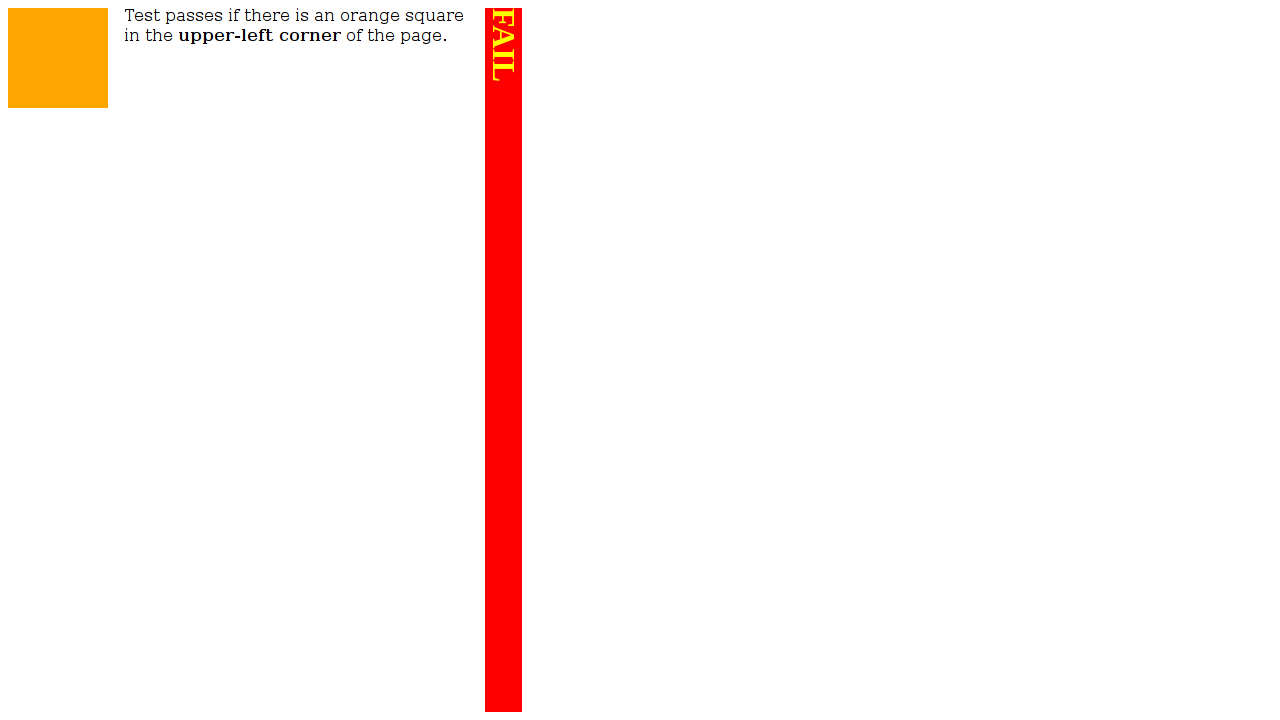 Test passes if there is an orange square
in the upper-left corner of the page.
FAIL